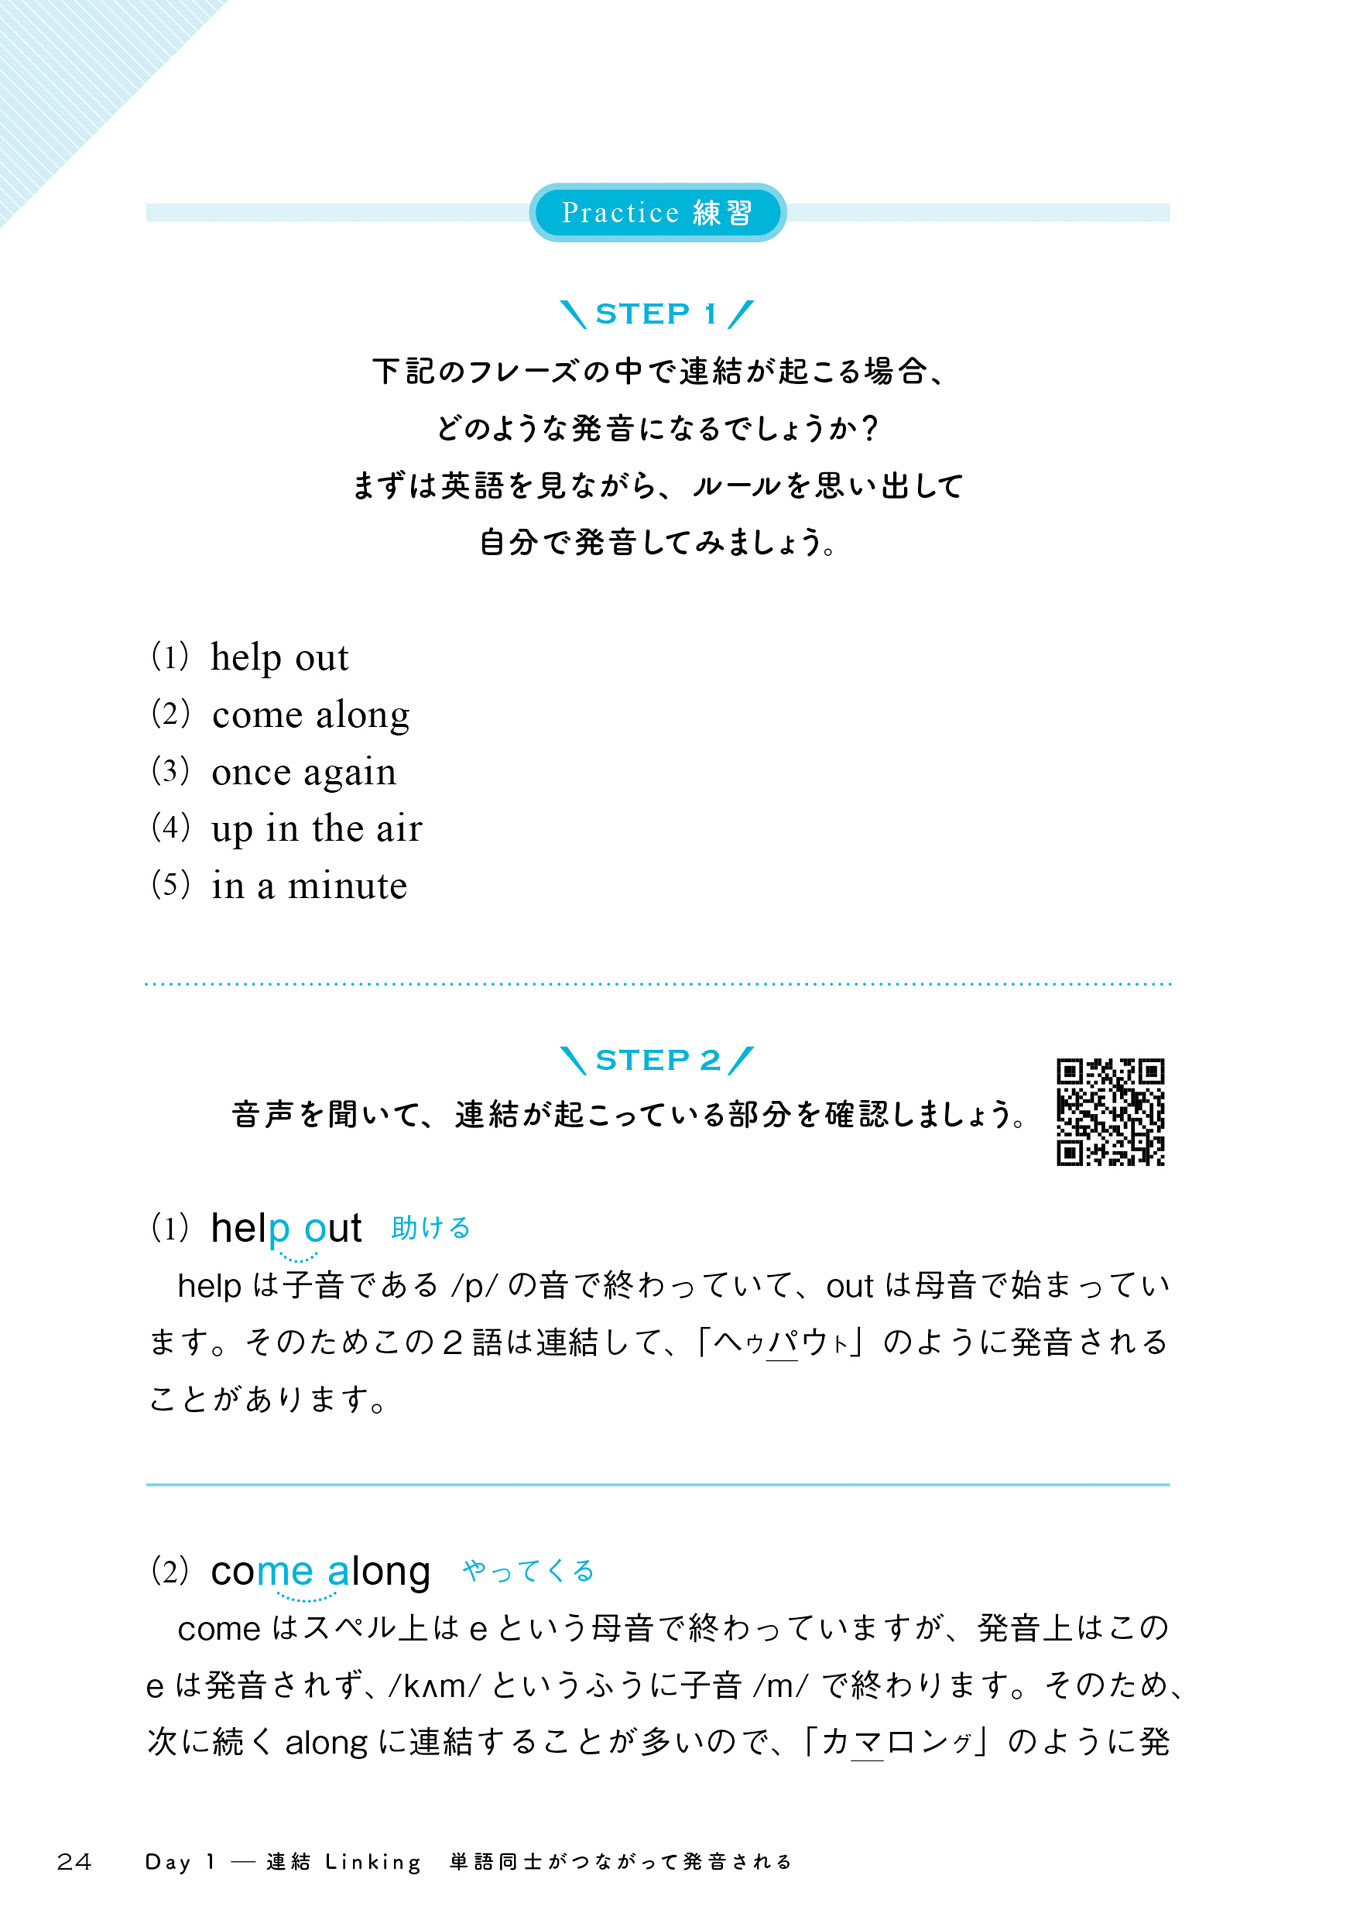 Practice 練習
STEP 1
下記のフレーズの中で連結が起こる場合、
どのような発音になるでしょうか？
まずは英語を見ながら、ルールを思い出して
自分で発音してみましょう。
(1) help out
(2) come along
(3) once again
(4) up in the air
(5) in a minute
STEP 2
音声を聞いて、連結が起こっている部分を確認しましょう。
(1) help out 助ける
help は子音である /p/ の音で終わっていて、out は母音で始まってい
ます。そのためこの2語は連結して、「ヘゥパウト」のように発音される
ことがあります。
(2) come along やってくる
come はスペル上は e という母音で終わっていますが、発音上はこの
e は発音されず、/kʌm/ というふうに子音 /m/ で終わります。そのため、
次に続く along に連結することが多いので、「カマロング」のように発
24 Day 1 — 連結 Linking 単語同士がつながって発音される